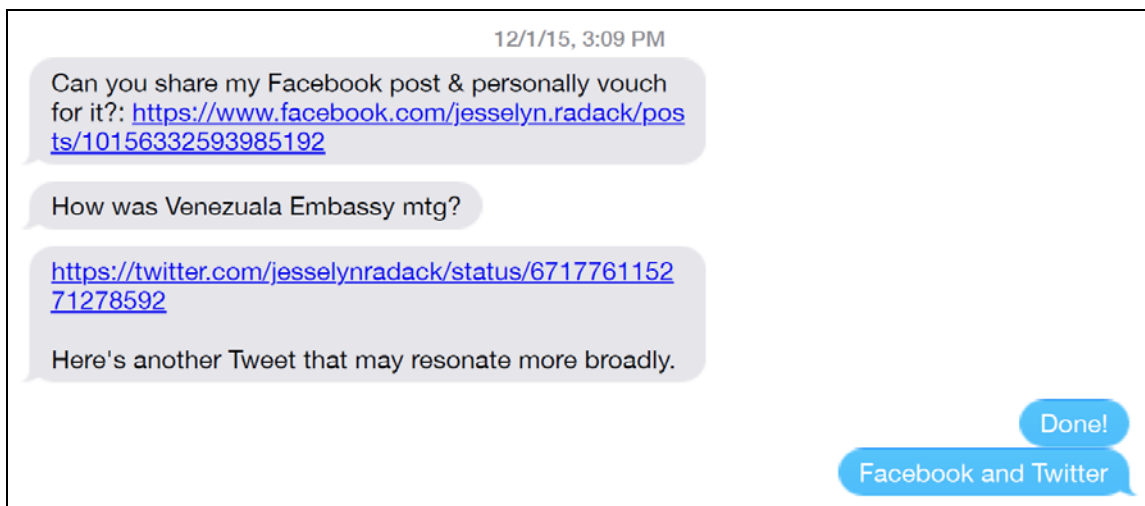 12/1/15, 3:09 PM
Can you share my Facebook post & personally vouch
for it?: https://www.facebook.com/jesselyn.radack/pos
ts/10156332593985192
How was Venezuala Embassy mtg?
https://twitter.com/jesselynradack/status/6717761152
71278592
Here's another Tweet that may resonate more broadly.
Done!
Facebook and Twitter